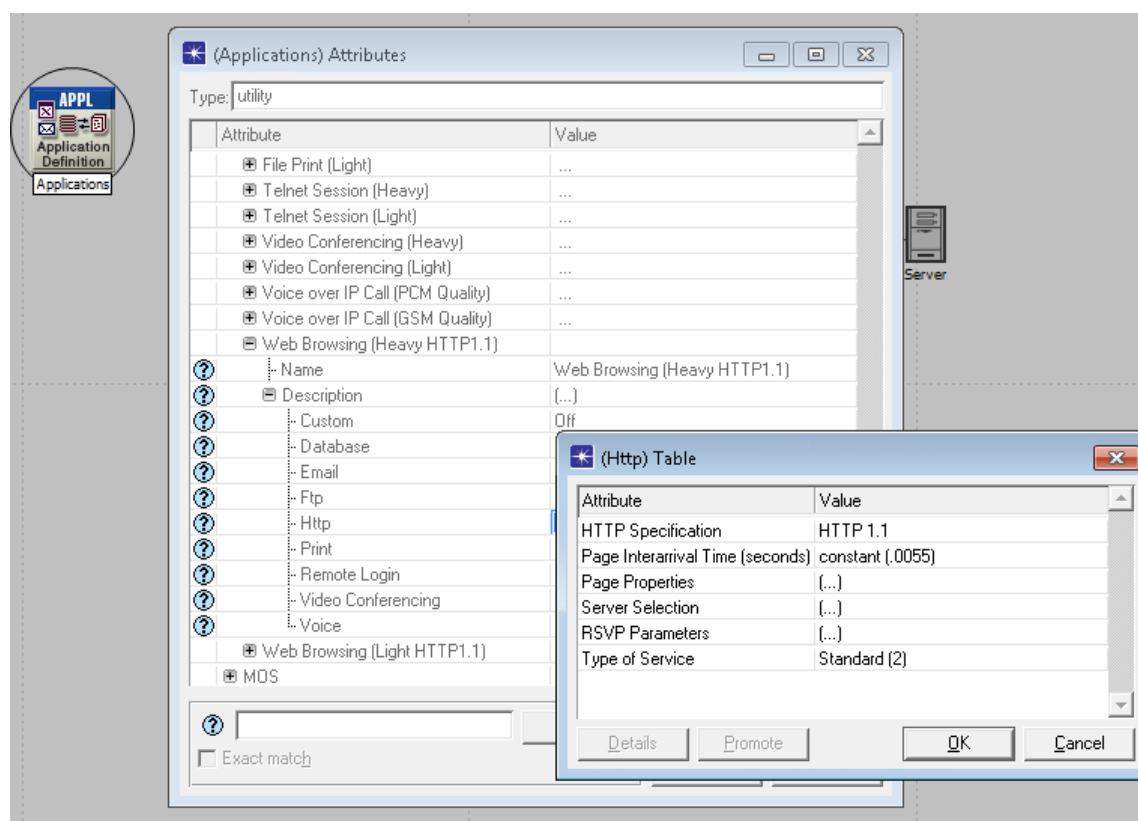 APPL
Application
Definition
Applications
(Applications) Attributes
Type: utility
Attribute Value
File Print (Light) ...
Telnet Session (Heavy) ...
Telnet Session (Light) ...
Video Conferencing (Heavy) ...
Video Conferencing (Light) ...
Voice over IP Call (PCM Quality) ...
Voice over IP Call (GSM Quality) ...
Web Browsing (Heavy HTTP1.1)
Name Web Browsing (Heavy HTTP1.1)
Description (...)
Custom Off
Database
Email
Ftp
Http
Print
Remote Login
Video Conferencing
Voice
Web Browsing (Light HTTP1.1)
MOS
Exact match
Server
(Http) Table
Attribute Value
HTTP Specification HTTP 1.1
Page Interarrival Time (seconds) constant (.0055)
Page Properties (...)
Server Selection (...)
RSVP Parameters (...)
Type of Service Standard (2)
Details Promote OK Cancel